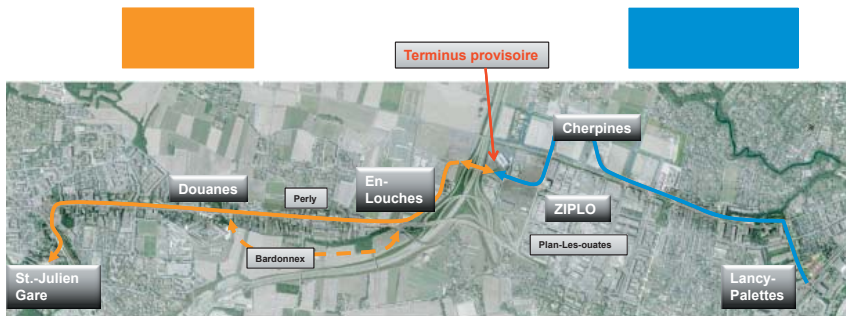 Terminus provisoire
Cherpines
Douanes
En-
Louches
Perly
ZIPLO
Plan-Les-ouates
Bardonnex
St.-Julien
Gare
Lancy-
Palettes